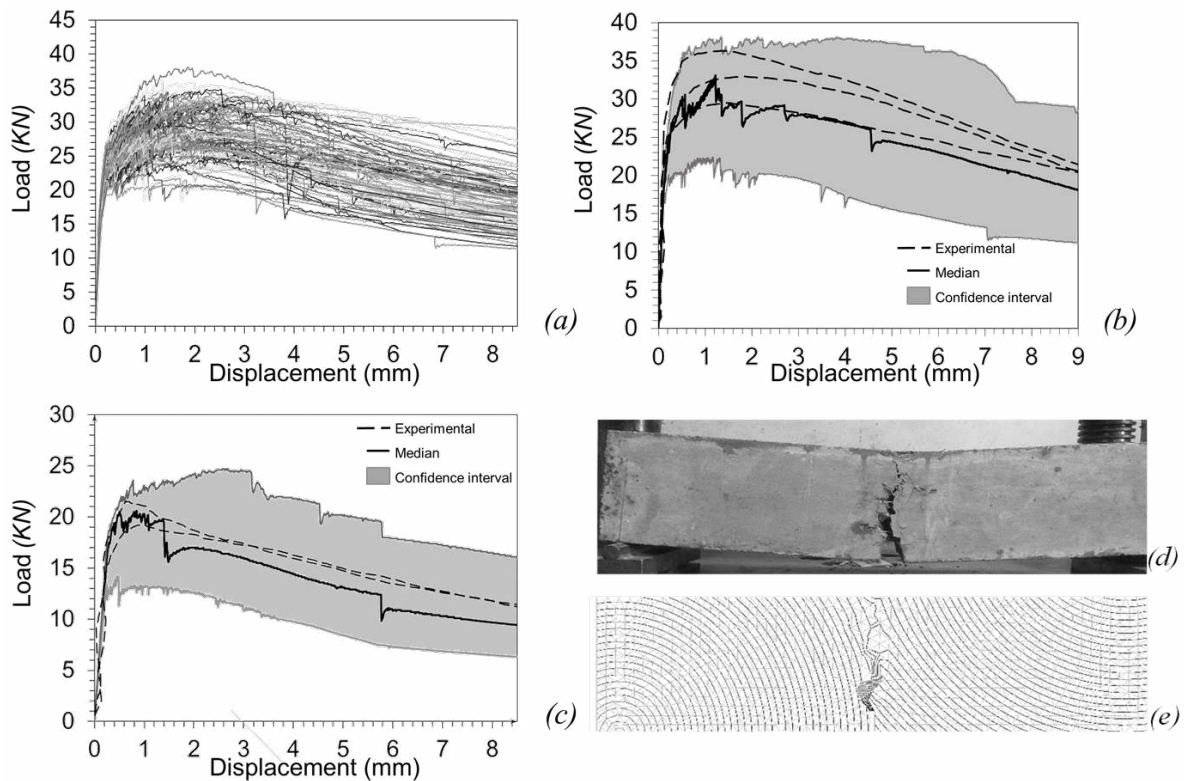 45
40
35
30
25
20
15
10
5
0
Load (KN)
0 1 2 3 4 5 6 7 8
Displacement (mm)
(a)
40
35
30
25
20
15
10
5
0
Load (KN)
Experimental
Median
Confidence interval
0 1 2 3 4 5 6 7 8 9
Displacement (mm)
(b)
30
25
20
15
10
5
0
Load (KN)
Experimental
Median
Confidence interval
0 1 2 3 4 5 6 7 8
Displacement (mm)
(c)
(d)
(e)